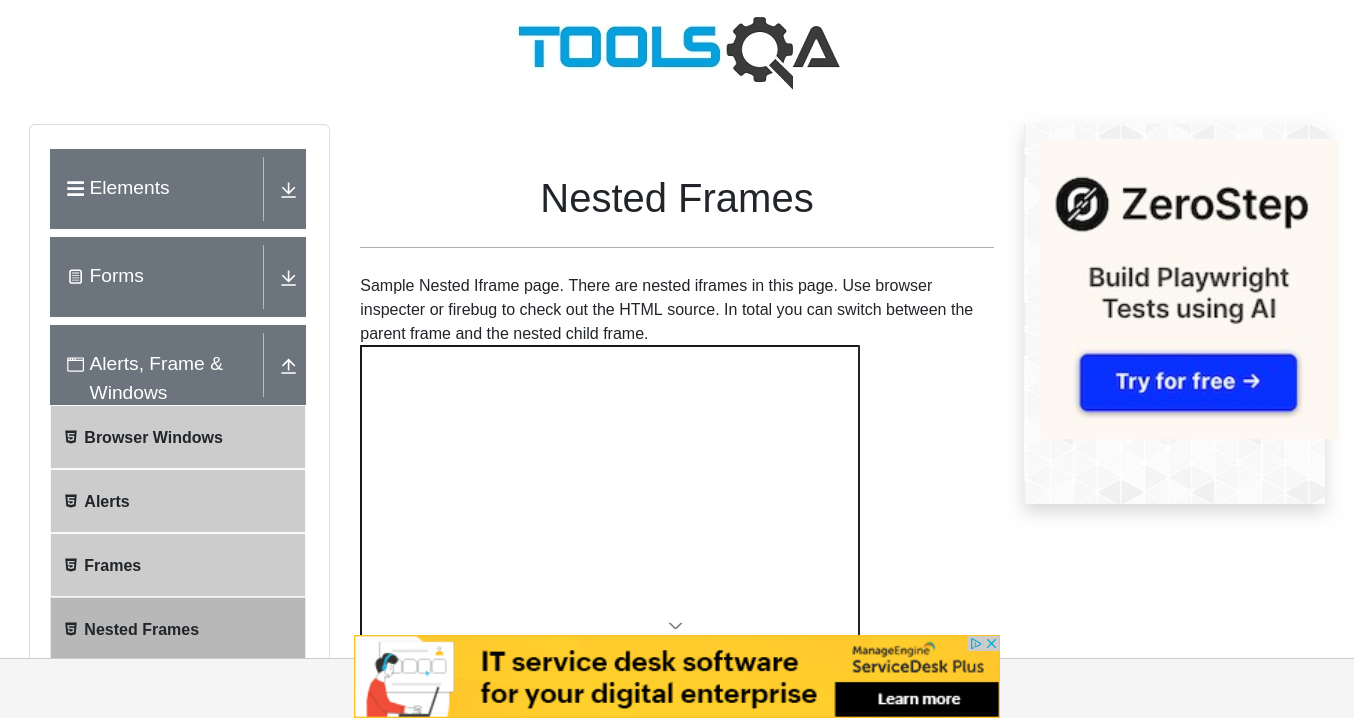 TOOLSQA
Elements
Forms
Alerts, Frame &
Windows
Browser Windows
Alerts
Frames
Nested Frames
Nested Frames
Sample Nested Iframe page. There are nested iframes in this page. Use browser
inspector or firebug to check out the HTML source. In total you can switch between the
parent frame and the nested child frame.
ZeroStep
Build Playwright
Tests using AI
Try for free →
IT service desk software
for your digital enterprise
ManageEngine
ServiceDesk Plus
Learn more